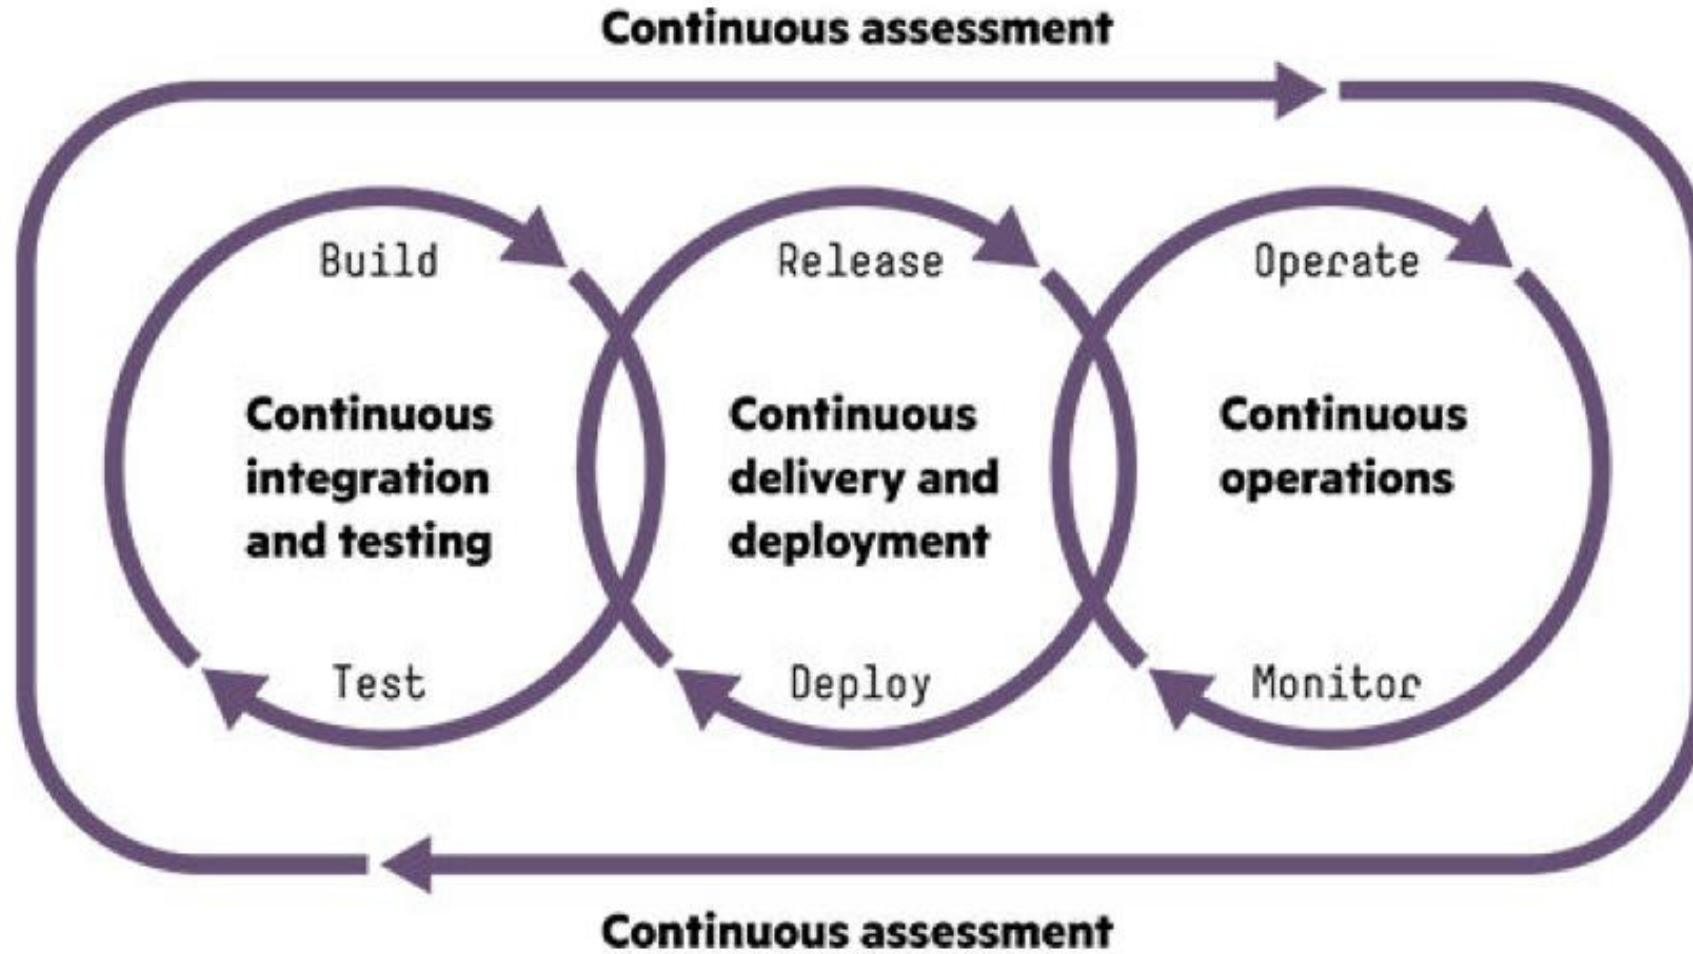 Continuous assessment
Build
Release
Operate
Continuous
integration
and testing
Continuous
delivery and
deployment
Continuous
operations
Test
Deploy
Monitor
Continuous assessment